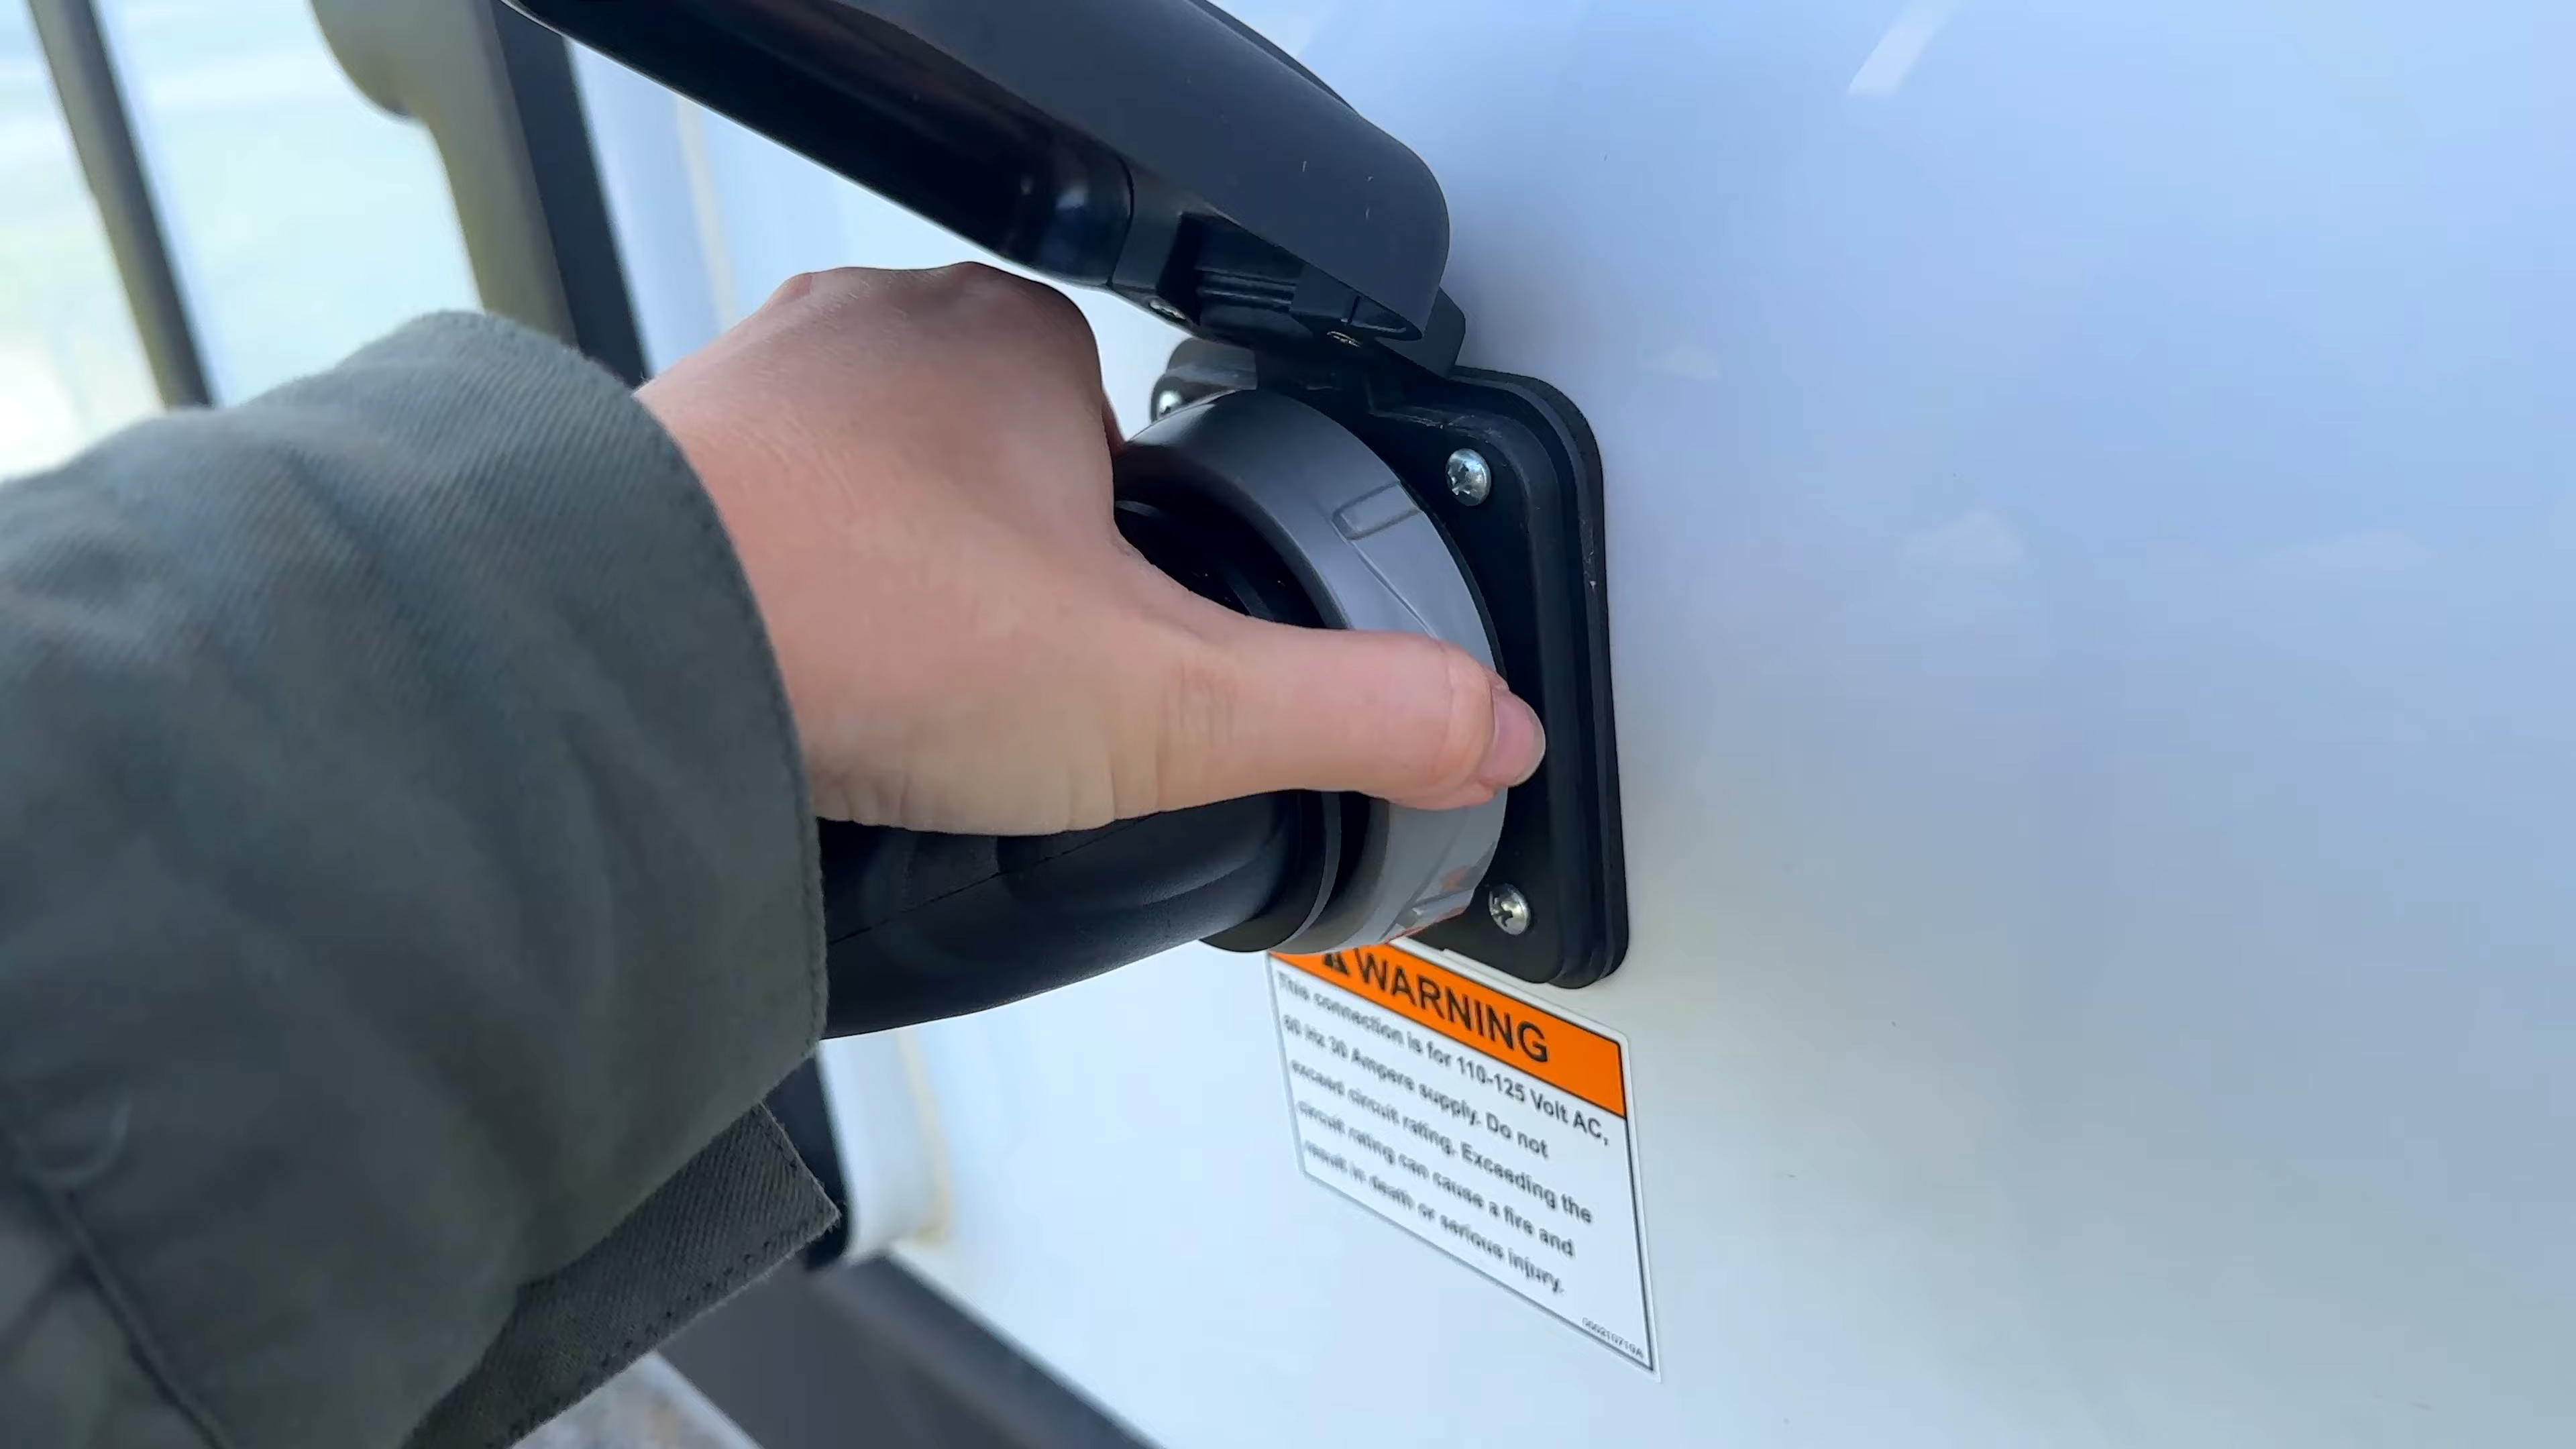 WARNING
This connection is for 110-125 Volt AC,
60 Hz 30 Ampere supply. Do not
exceed circuit rating. Exceeding the
circuit rating can cause a fire and
result in death or serious injury.